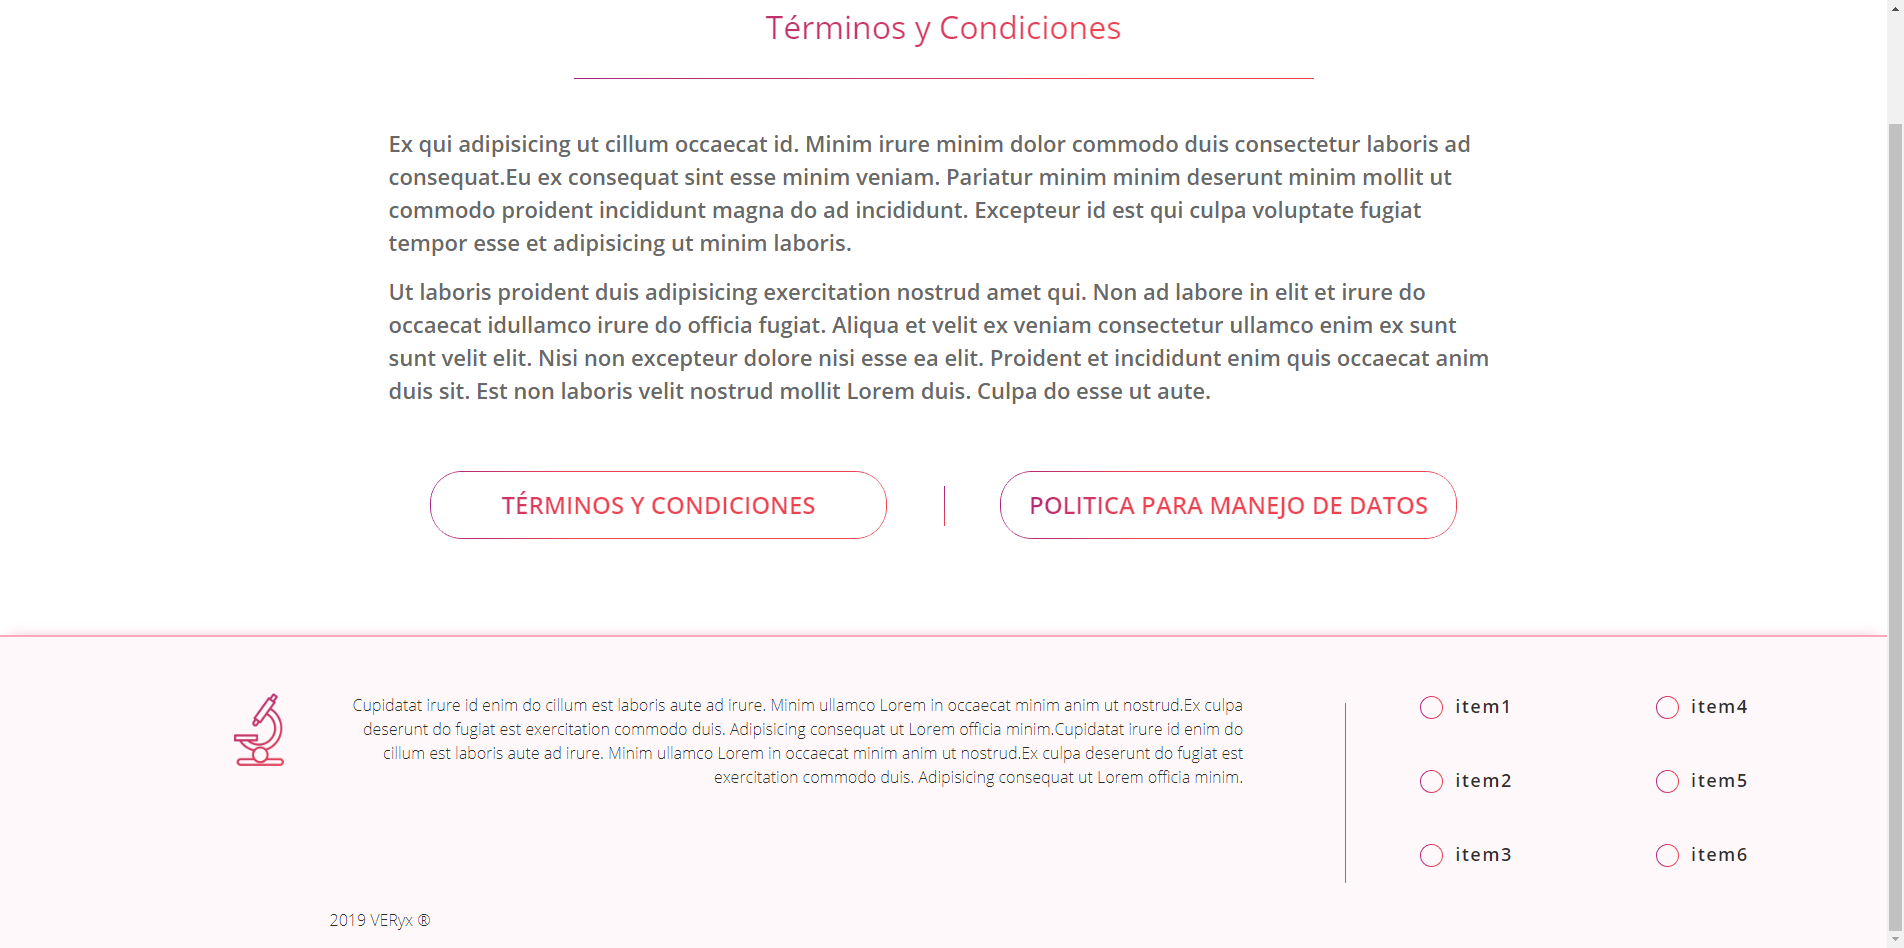 Términos y Condiciones
Ex qui adipisicing ut cillum occaecat id. Minim irure minim dolor commodo duis consectetur laboris ad
consequat.Eu ex consequat sint esse minim veniam. Pariatur minim minim deserunt minim mollit ut
commodo proident incididunt magna do ad incididunt. Excepteur id est qui culpa voluptate fugiat
tempor esse et adipisicing ut minim laboris.
Ut laboris proident duis adipisicing exercitation nostrud amet qui. Non ad labore in elit et irure do
occaecat idullamco irure do officia fugiat. Aliqua et velit ex veniam consectetur ullamco enim ex sunt
sunt velit elit. Nisi non excepteur dolore nisi esse ea elit. Proident et incididunt enim quis occaecat anim
duis sit. Est non laboris velit nostrud mollit Lorem duis. Culpa do esse ut aute.
TÉRMINOS Y CONDICIONES
POLITICA PARA MANEJO DE DATOS
Cupidatat irure id enim do cillum est laboris aute ad irure. Minim ullamco Lorem in occaecat minim anim ut nostrud.Ex culpa
deserunt do fugiat est exercitation commodo duis. Adipisicing consequat ut Lorem officia minim.Cupidatat irure id enim do
cillum est laboris aute ad irure. Minim ullamco Lorem in occaecat minim anim ut nostrud.Ex culpa deserunt do fugiat est
exercitation commodo duis. Adipisicing consequat ut Lorem officia minim.
item1
item2
item3
item4
item5
item6
2019 VERyx ®